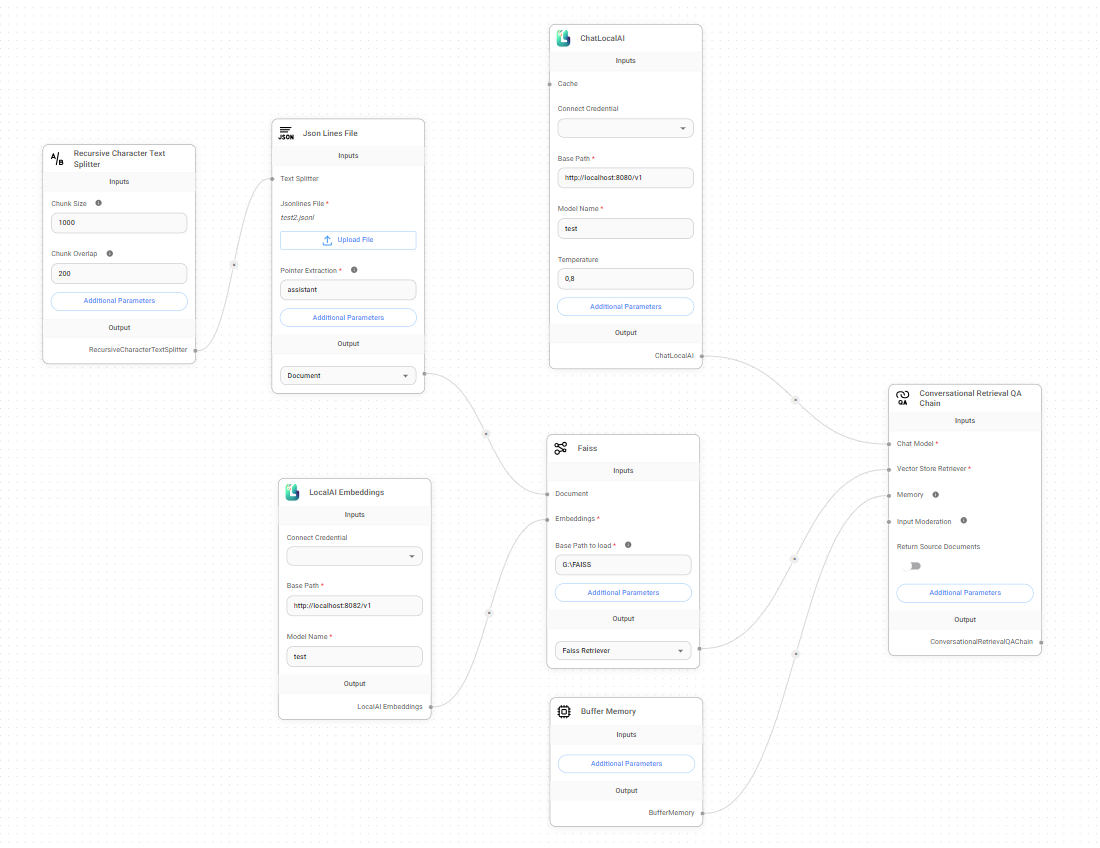 ChatLocalAI
Inputs
Cache
Connect Credential
Base Path *
http://localhost:8080/v1
Model Name *
test
Temperature
0,8
Additional Parameters
Output
ChatLocalAI
A/B
Recursive Character Text
Splitter
Inputs
Chunk Size
1000
Chunk Overlap
200
Additional Parameters
Output
RecursiveCharacterTextSplitter
JSON
Json Lines File
Inputs
Text Splitter
Jsonlines File *
test2.jsonl
Upload File
Pointer Extraction *
assistant
Additional Parameters
Output
Document
LocalAI Embeddings
Inputs
Connect Credential
Base Path *
http://localhost:8082/v1
Model Name *
test
Output
LocalAI Embeddings
Faiss
Inputs
Document
Embeddings *
Base Path to load *
G:\FAISS
Additional Parameters
Output
Faiss Retriever
Buffer Memory
Inputs
Additional Parameters
Output
BufferMemory
QA
Conversational Retrieval QA
Chain
Inputs
Chat Model *
Vector Store Retriever *
Memory
Input Moderation
Return Source Documents
Additional Parameters
Output
ConversationalRetrievalQAChain